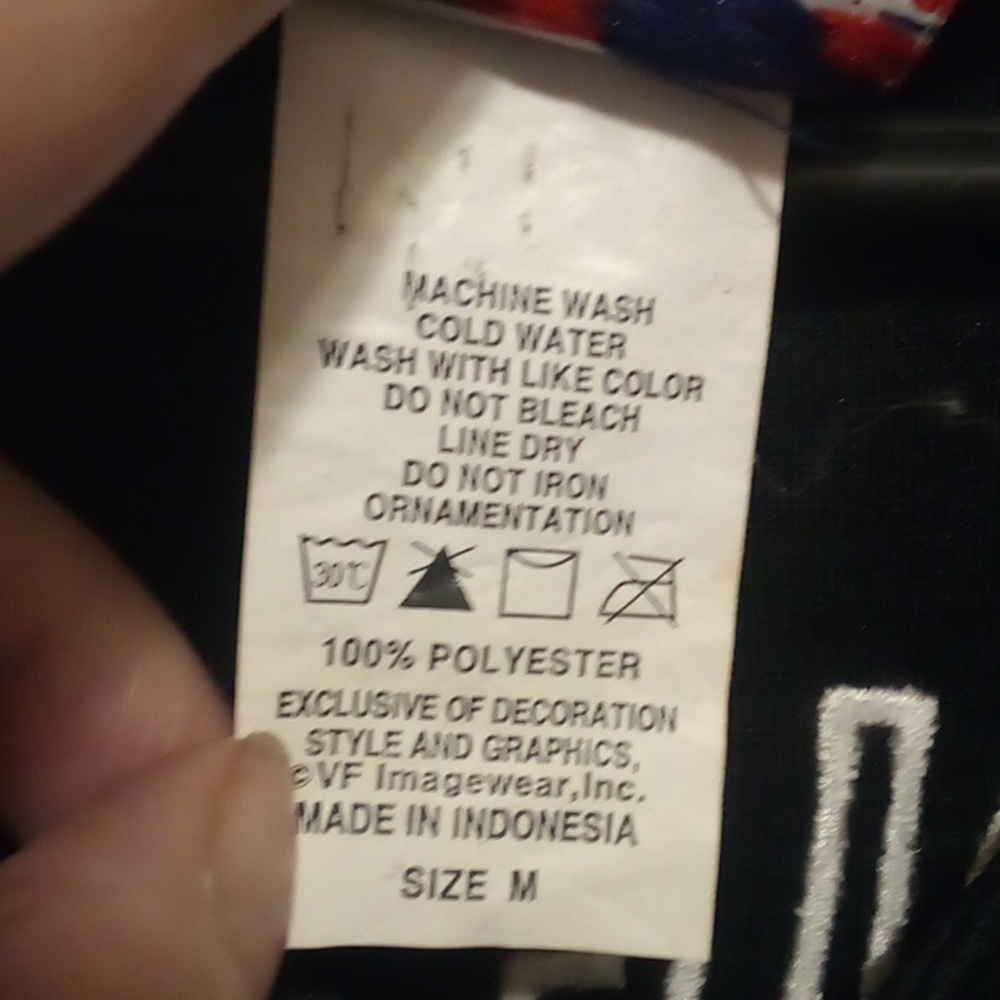 MACHINE WASH
COLD WATER
WASH WITH LIKE COLOR
DO NOT BLEACH
LINE DRY
DO NOT IRON
ORNAMENTATION
30℃
100% POLYESTER
EXCLUSIVE OF DECORATION
STYLE AND GRAPHICS,
©VF Imagewear,Inc.
MADE IN INDONESIA
SIZE M